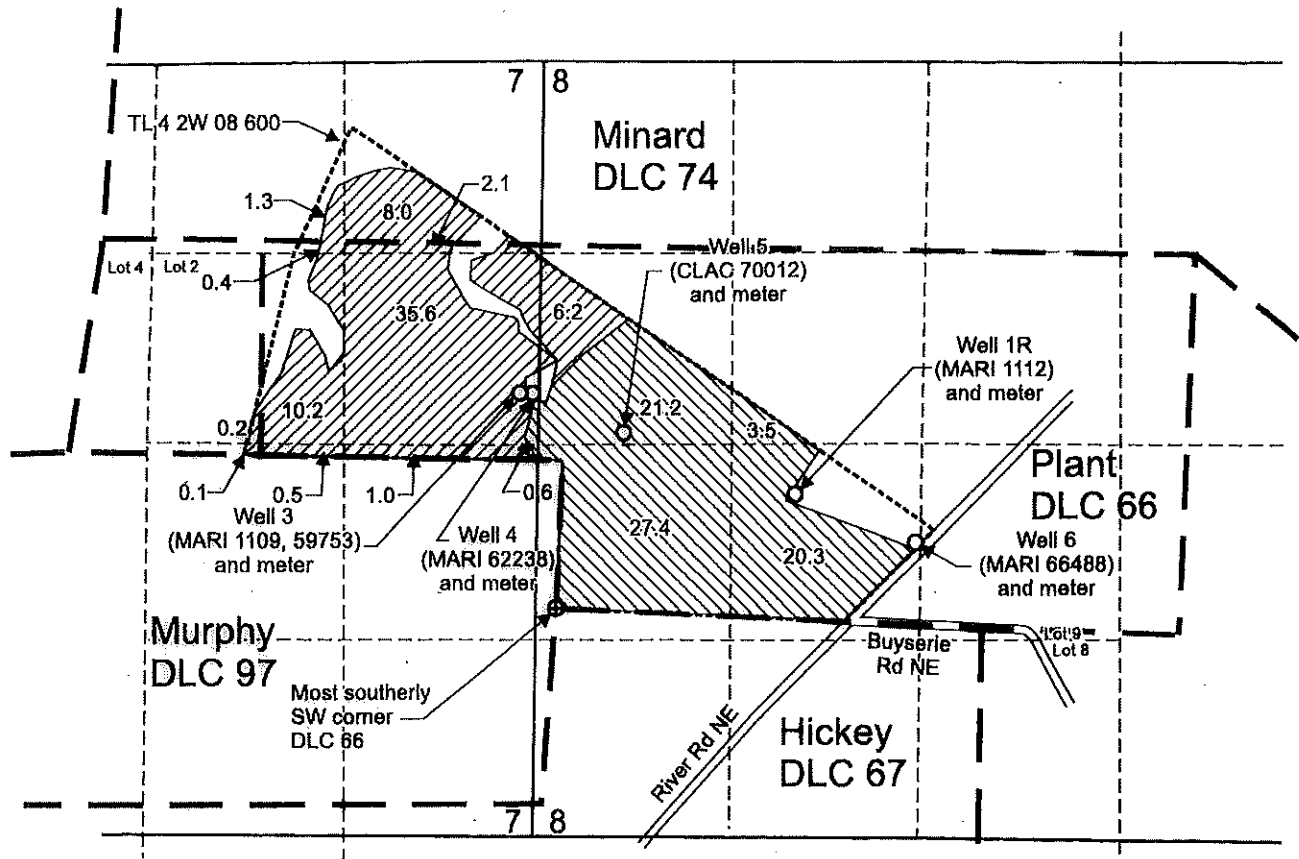 7 8
TL 4 2W 08 600
Minard
DLC 74
2.1
1.3
8.0
Lot 4
Lot 2
0.4
Well 5
(CLAC 70012)
and meter
35.6
6.2
Well 1R
(MARI 1112)
and meter
10.2
21.2
3.5
0.2
0.1
0.5
1.0
0.6
Plant
DLC 66
Well 3
(MARI 1109, 59753)
and meter
Well 4
(MARI 62238)
and meter
27.4
20.3
Well 6
(MARI 66488)
and meter
Murphy
DLC 97
Buyserie
Rd NE
Lot 9
Lot 8
Most southerly
SW corner
DLC 66
River Rd NE
Hickey
DLC 67
7 8